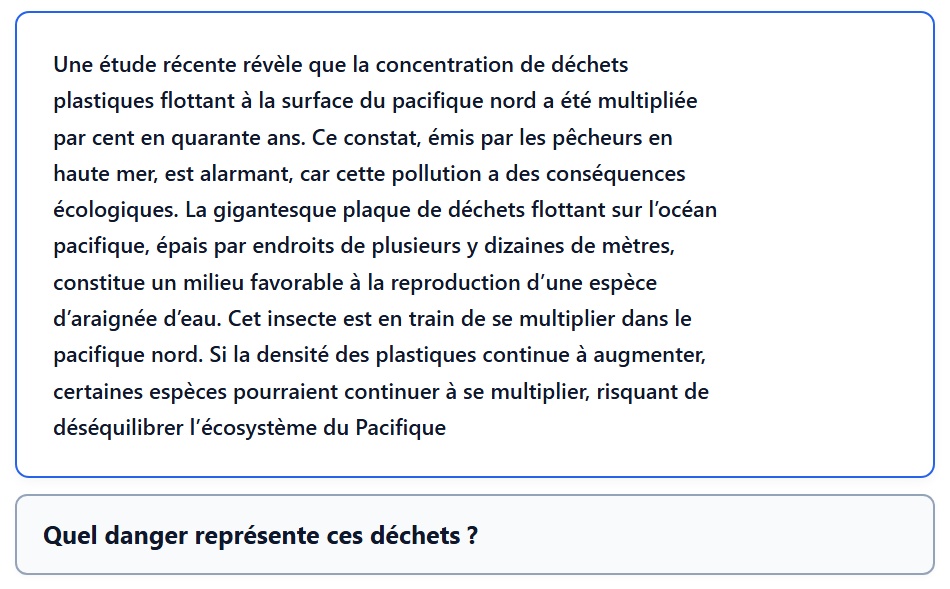 Une étude récente révèle que la concentration de déchets
plastiques flottant à la surface du pacifique nord a été multipliée
par cent en quarante ans. Ce constat, émis par les pêcheurs en
haute mer, est alarmant, car cette pollution a des conséquences
écologiques. La gigantesque plaque de déchets flottant sur l’océan
pacifique, épais par endroits de plusieurs y dizaines de mètres,
constitue un milieu favorable à la reproduction d’une espèce
d’araignée d’eau. Cet insecte est en train de se multiplier dans le
pacifique nord. Si la densité des plastiques continue à augmenter,
certaines espèces pourraient continuer à se multiplier, risquant de
déséquilibrer l’écosystème du Pacifique
Quel danger représente ces déchets ?